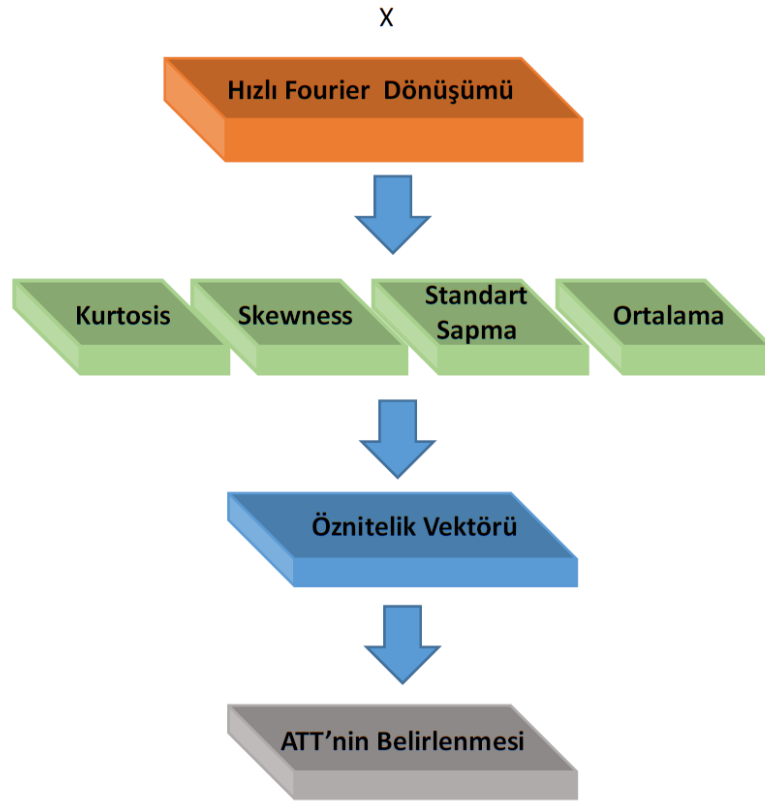 X
Hızlı Fourier Dönüşümü
Kurtosis
Skewness
Standart
Sapma
Ortalama
Öznitelik Vektörü
ATT’nin Belirlenmesi